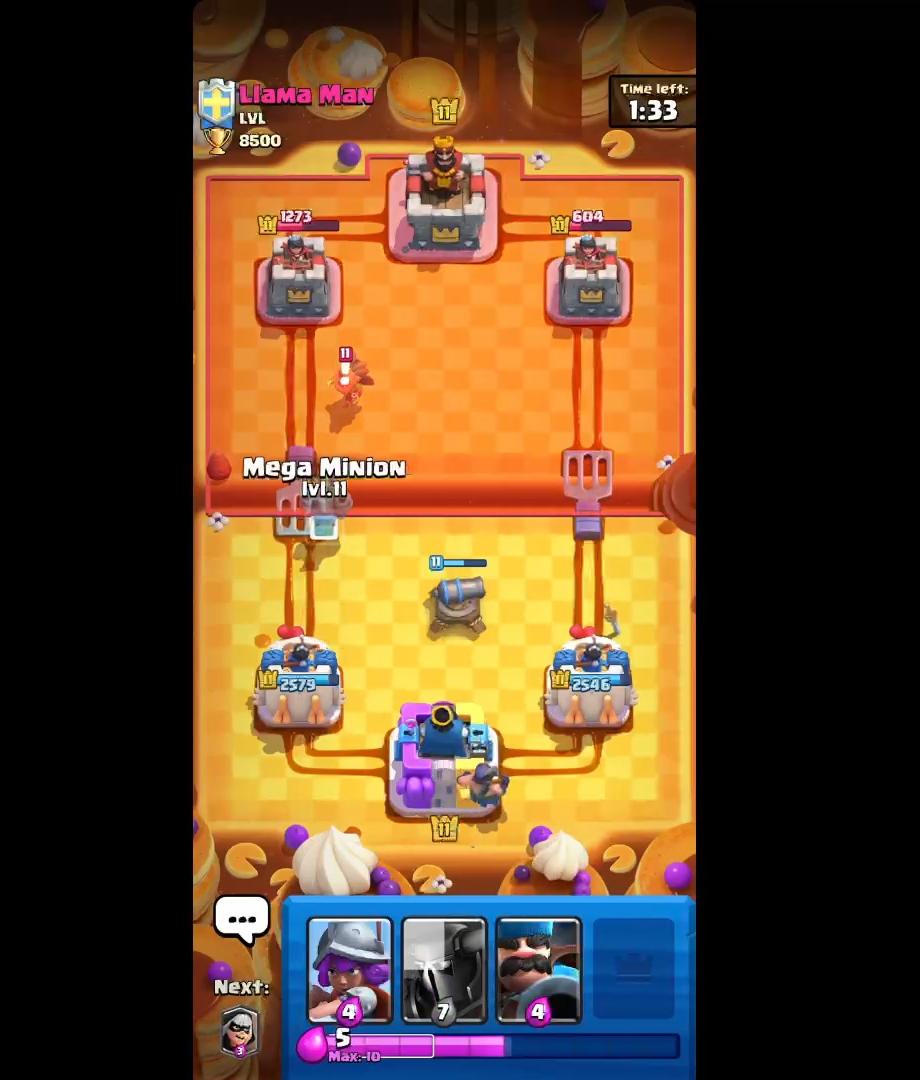 Llama Man
LVL
8500
11
Time left:
1:33
1273
604
11
Mega Minion
lvl.11
11
2579
2546
11
...
4
7
4
Next:
3
5
Max:10